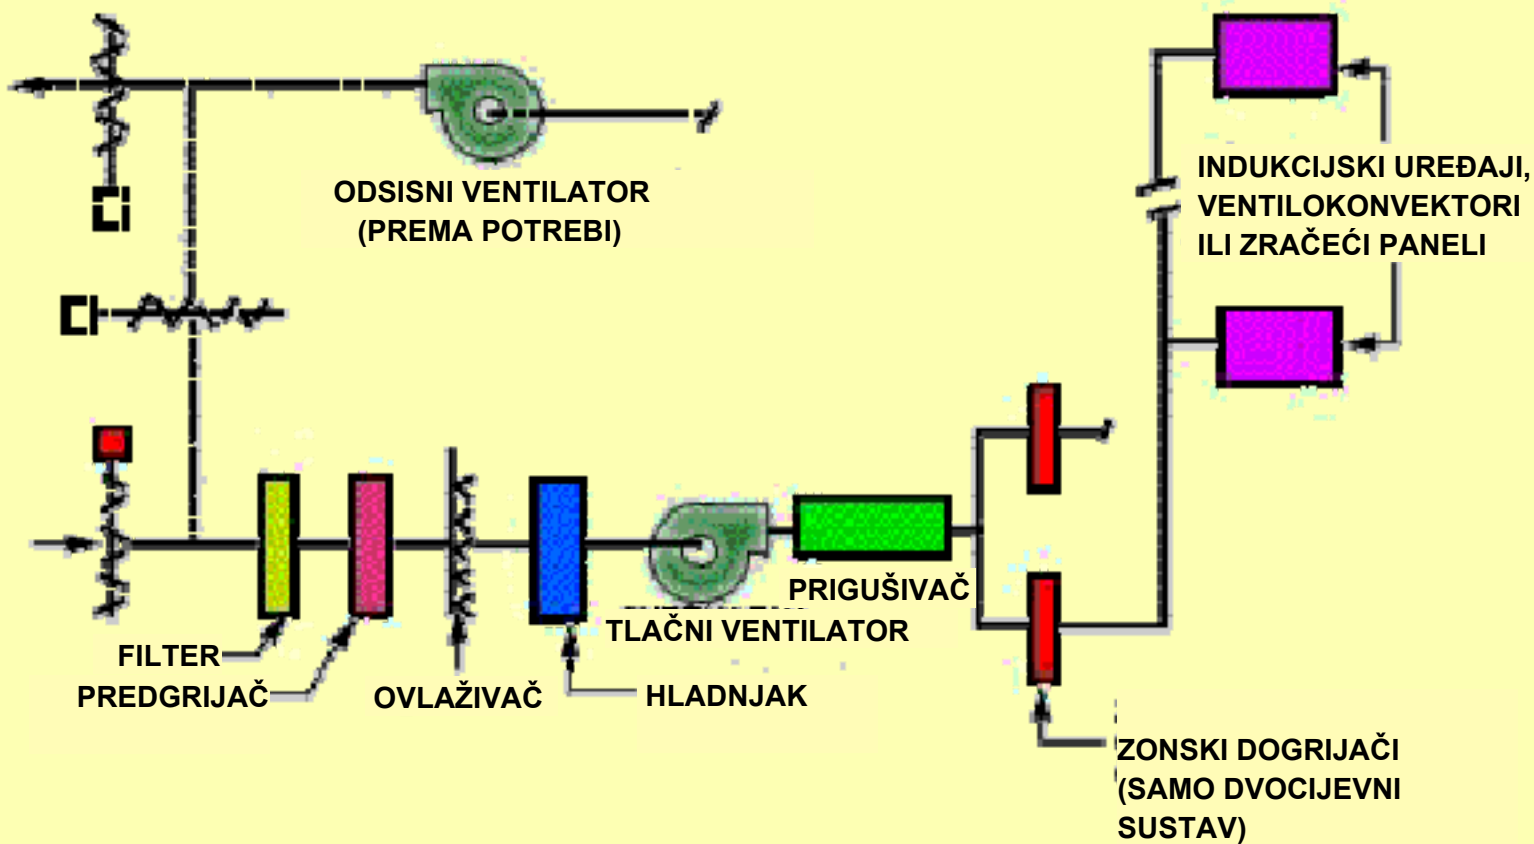 ODSISNI VENTILATOR
(PREMA POTREBI)
INDUKCIJSKI UREĐAJI,
VENTILOKONVEKTORI
ILI ZRAČEĆI PANELI
PRIGUŠIVAČ
TLAČNI VENTILATOR
FILTER
PREDGRIJAČ
OVLAŽIVAČ
HLADNJAK
ZONSKI DOGRIJAČI
(SAMO DVOCIJEVNI
SUSTAV)